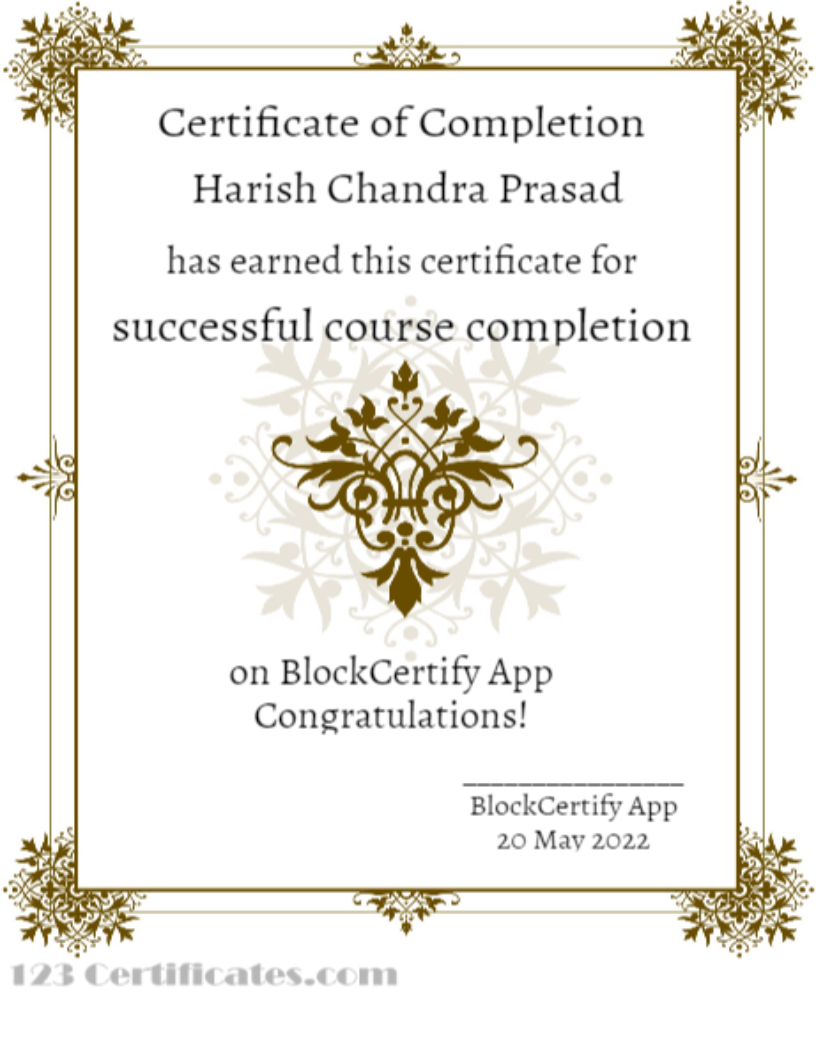 Certificate of Completion
Harish Chandra Prasad
has earned this certificate for
successful course completion
on BlockCertify App
Congratulations!
________________
BlockCertify App
20 May 2022
123 Certificates.com